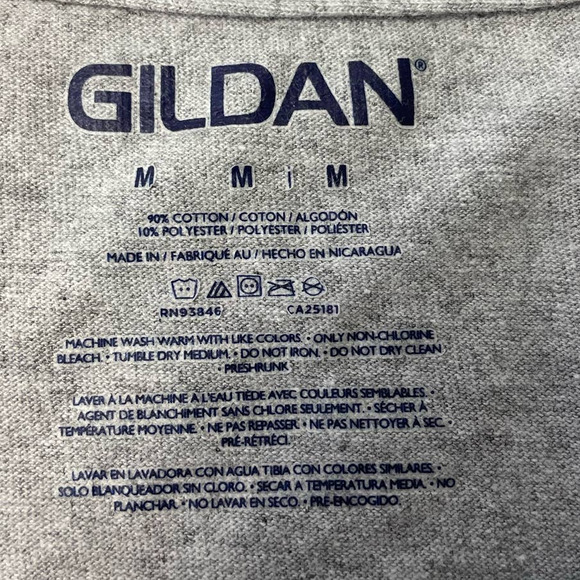 GILDAN®
M M M
90% COTTON / COTON / ALGODÓN
10% POLYESTER / POLYESTER / POLIÉSTER
MADE IN / FABRIQUÉ AU / HECHO EN NICARAGUA
RN93846 CA25181
MACHINE WASH WARM WITH LIKE COLORS • ONLY NON-CHLORINE
BLEACH. • TUMBLE DRY MEDIUM. • DO NOT IRON. • DO NOT DRY CLEAN
• PRESHRUNK
LAVER À LA MACHINE A L'EAU TIÈDE AVEC COULEURS SEMBLABLES. •
AGENT DE BLANCHIMENT SANS CHLORE SEULEMENT. • SÉCHER À
TEMPÉRATURE MOYENNE. • NE PAS REPASSER. • NE PAS NETTOYER À SEC. •
PRÉ-RÉTRÉCI.
LAVAR EN LAVADORA CON AGUA TIBIA CON COLORES SIMILARES. •
SOLO BLANQUEADOR SIN CLORO. • SECAR A TEMPERATURA MEDIA. • NO
PLANCHAR. • NO LAVAR EN SECO. • PRE-ENCOGIDO.